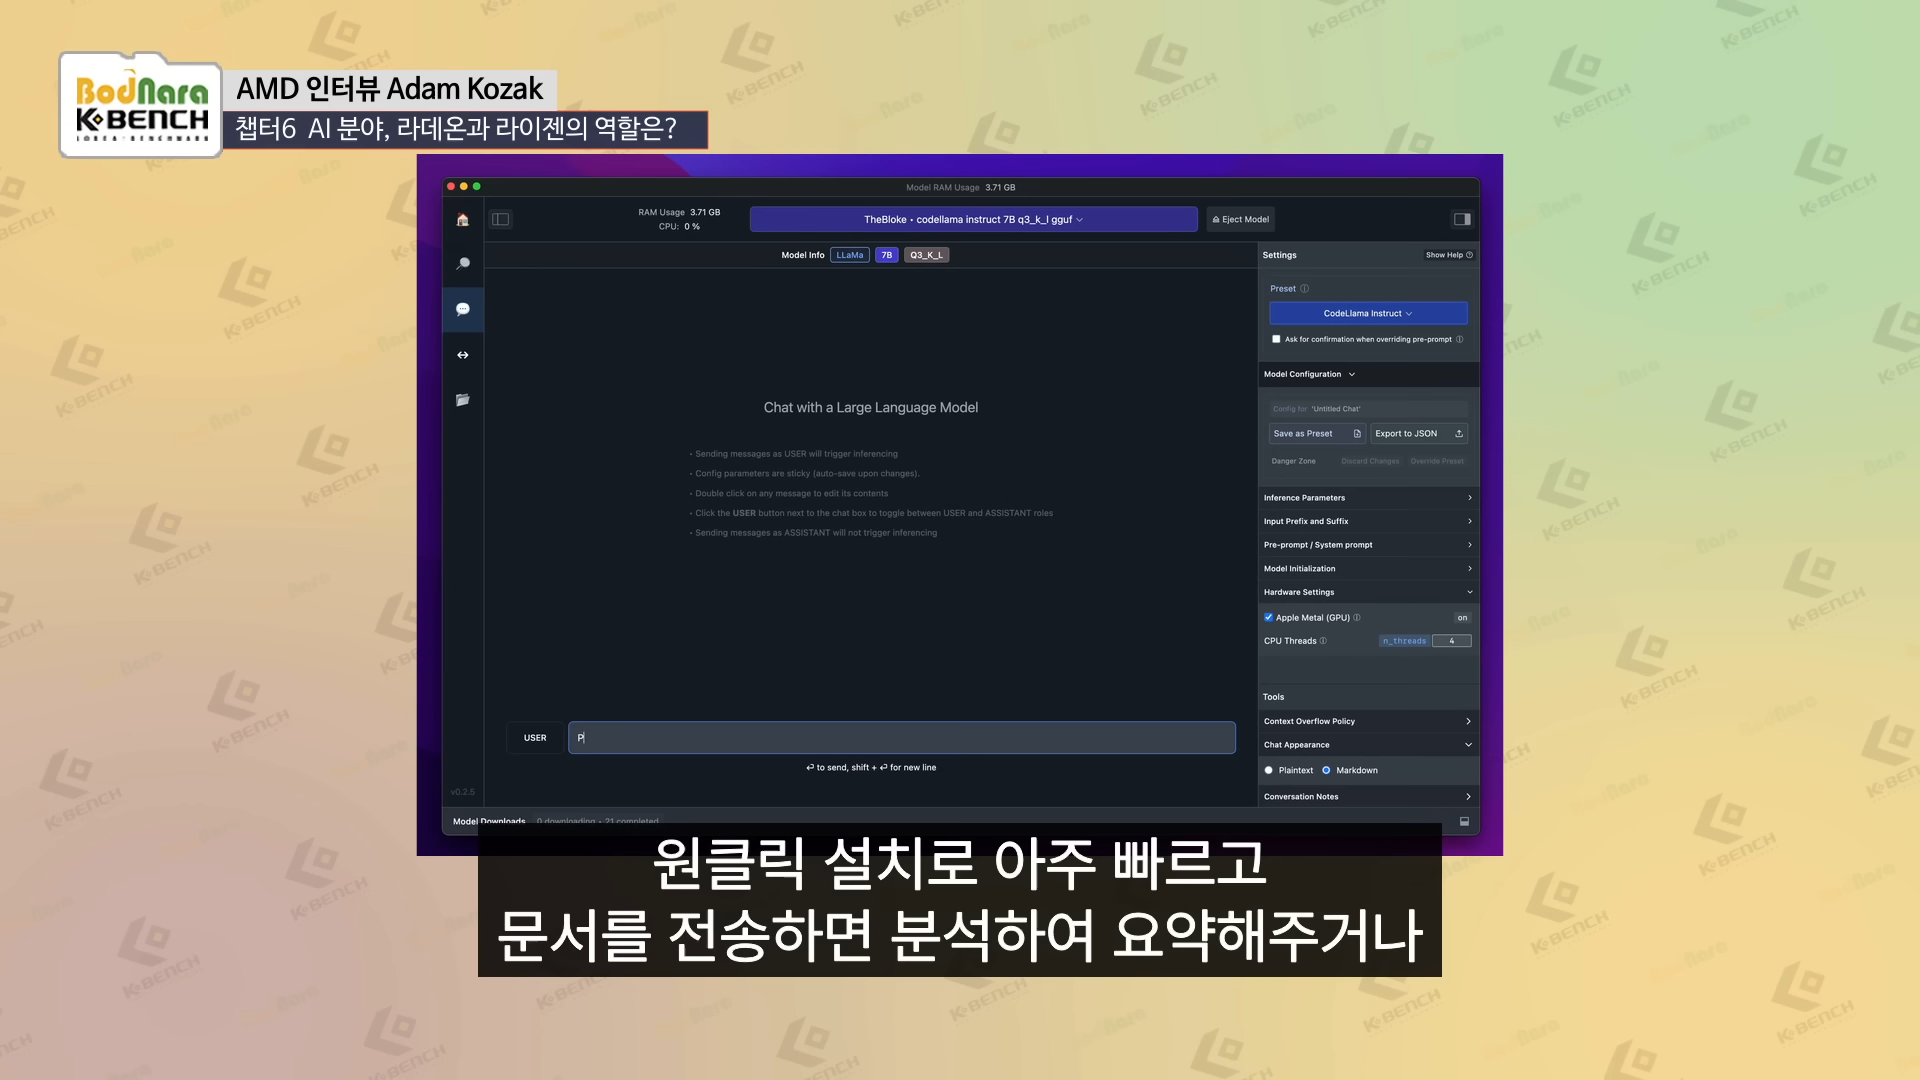 BodNara
K-BENCH
KOREA · BENCHMARK
AMD 인터뷰 Adam Kozak
챕터6 AI 분야, 라데온과 라이젠의 역할은?
Model RAM Usage 3.71 GB
RAM Usage 3.71 GB
CPU: 0 %
TheBloke • codellama instruct 7B q3_k_l gguf
Eject Model
Model Info LLaMa 7B Q3_K_L
Settings
Show Help
Preset
CodeLlama Instruct
Ask for confirmation when overriding pre-prompt
Model Configuration
Config for 'Untitled Chat'
Save as Preset
Export to JSON
Danger Zone
Discard Changes
Override Preset
Inference Parameters
Input Prefix and Suffix
Pre-prompt / System prompt
Model Initialization
Hardware Settings
Apple Metal (GPU)
on
CPU Threads
n_threads
4
Tools
Context Overflow Policy
Chat Appearance
Plaintext
Markdown
Conversation Notes
Chat with a Large Language Model
• Sending messages as USER will trigger inferencing
• Config parameters are sticky (auto-save upon changes).
• Double click on any message to edit its contents
• Click the USER button next to the chat box to toggle between USER and ASSISTANT roles
• Sending messages as ASSISTANT will not trigger inferencing
USER
P
⏎ to send, shift + ⏎ for new line
v0.2.5
Model Downloads 0 downloading • 21 completed
원클릭 설치로 아주 빠르고
문서를 전송하면 분석하여 요약해주거나